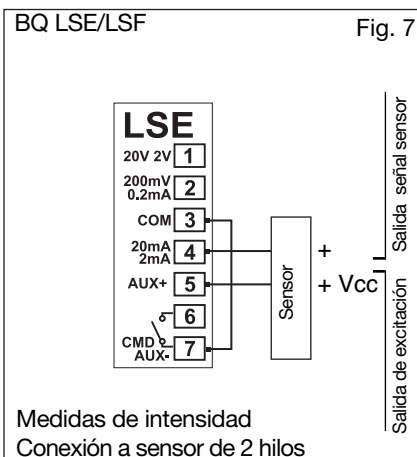 BQ LSE/LSF
Fig. 7
LSE
20V 2V 1
200mV
0.2mA 2
COM 3
20mA
2mA 4
AUX+ 5
6
CMD
AUX- 7
Sensor
+
+ Vcc
Salida señal sensor
Salida de excitación
Medidas de intensidad
Conexión a sensor de 2 hilos